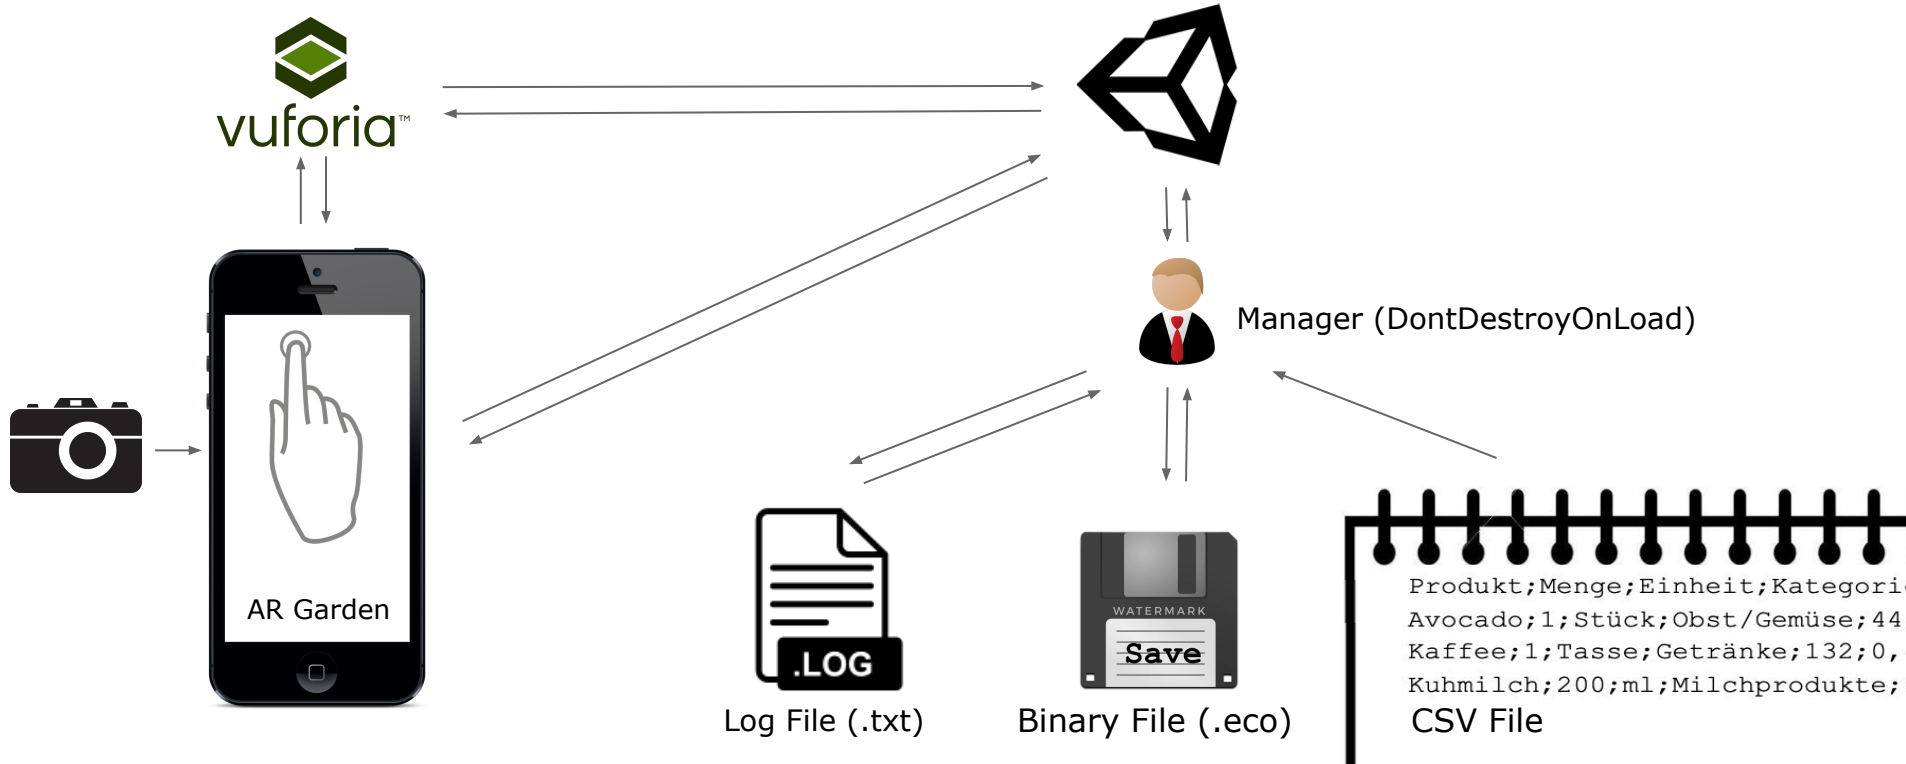 vuforia™
Manager (DontDestroyOnLoad)
AR Garden
.LOG
WATERMARK
Save
Produkt;Menge;Einheit;Kategorie
Avocado;1;Stück;Obst/Gemüse;44
Kaffee;1;Tasse;Getränke;132;0,
Kuhmilch;200;ml;Milchprodukte;
Log File (.txt)
Binary File (.eco)
CSV File